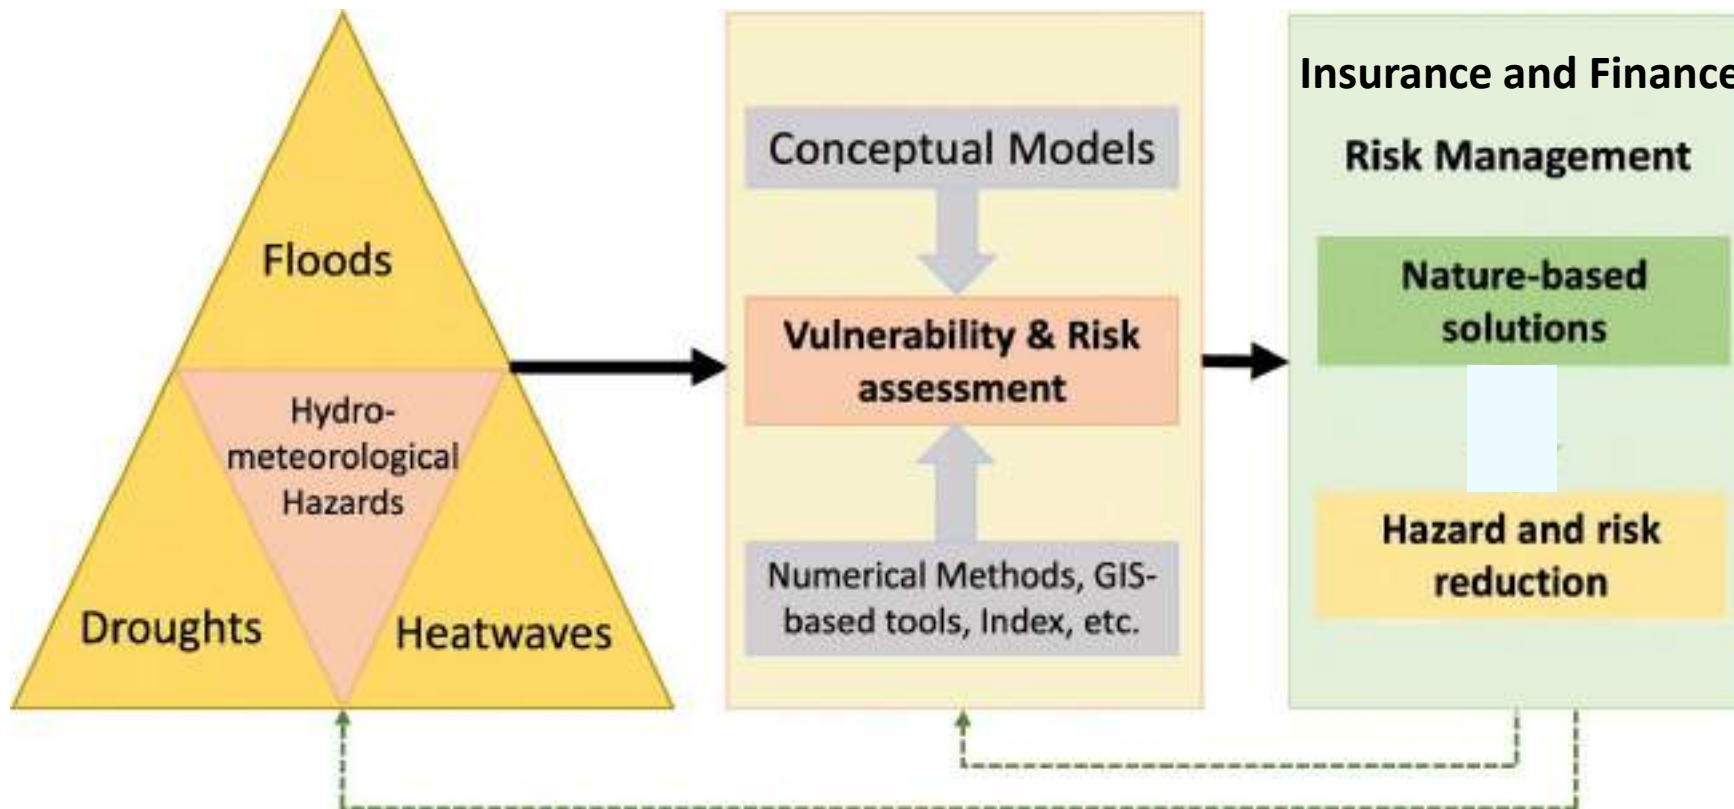 Floods
Hydro-
meteorological
Hazards
Droughts
Heatwaves
Conceptual Models
Vulnerability & Risk
assessment
Numerical Methods, GIS-
based tools, Index, etc.
Insurance and Finance
Risk Management
Nature-based
solutions
Hazard and risk
reduction